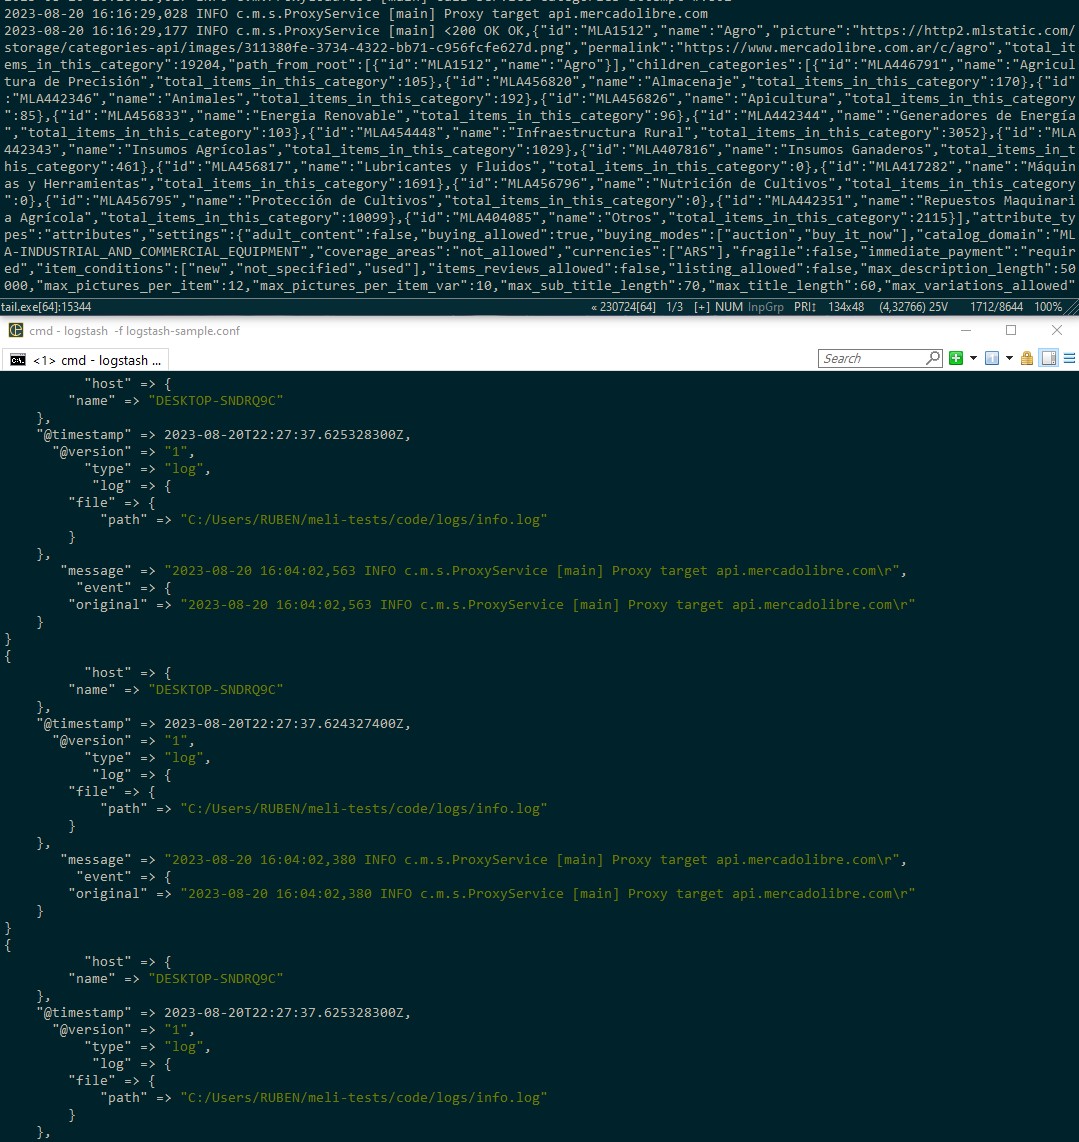 2023-08-20 16:16:29,028 INFO c.m.s.ProxyService [main] Proxy target api.mercadolibre.com
2023-08-20 16:16:29,177 INFO c.m.s.ProxyService [main] <200 OK OK,{"id":"MLA1512","name":"Agro","picture":"https://http2.mlstatic.com/
storage/categories-api/images/311380fe-3734-4322-bb71-c956fcfe627d.png","permalink":"https://www.mercadolibre.com.ar/c/agro","total_it
ems_in_this_category":19204,"path_from_root":[{"id":"MLA1512","name":"Agro"}],"children_categories":[{"id":"MLA446791","name":"Agricul
tura de Precisión","total_items_in_this_category":105},{"id":"MLA456820","name":"Almacenaje","total_items_in_this_category":170},{"id"
:"MLA442346","name":"Animales","total_items_in_this_category":192},{"id":"MLA456826","name":"Apicultura","total_items_in_this_category
":85},{"id":"MLA456833","name":"Energía Renovable","total_items_in_this_category":96},{"id":"MLA442344","name":"Generadores de Energía
","total_items_in_this_category":103},{"id":"MLA454448","name":"Infraestructura Rural","total_items_in_this_category":3052},{"id":"MLA
442343","name":"Insumos Agrícolas","total_items_in_this_category":1029},{"id":"MLA407816","name":"Insumos Ganaderos","total_items_in_t
his_category":461},{"id":"MLA456817","name":"Lubricantes y Fluidos","total_items_in_this_category":0},{"id":"MLA417282","name":"Máquin
as y Herramientas","total_items_in_this_category":1691},{"id":"MLA456796","name":"Nutrición de Cultivos","total_items_in_this_category
":0},{"id":"MLA456795","name":"Protección de Cultivos","total_items_in_this_category":0},{"id":"MLA442351","name":"Repuestos Maquinari
a Agrícola","total_items_in_this_category":10099},{"id":"MLA404085","name":"Otros","total_items_in_this_category":2115}],"attribute_ty
pes":"attributes","settings":{"adult_content":false,"buying_allowed":true,"buying_modes":["auction","buy_it_now"],"catalog_domain":"ML
A-INDUSTRIAL_AND_COMMERCIAL_EQUIPMENT","coverage_areas":"not_allowed","currencies":["ARS"],"fragile":false,"immediate_payment":"requir
ed","item_conditions":["new","not_specified","used"],"items_reviews_allowed":false,"listing_allowed":false,"max_description_length":50
000,"max_pictures_per_item":12,"max_pictures_per_item_var":10,"max_sub_title_length":70,"max_title_length":60,"max_variations_allowed"
tail.exe[64]:15344 « 230724[64] 1/3 [+] NUM InpGrp PRI↕ 134x48 (4,32766) 25V 1712/8644 100%
cmd - logstash -f logstash-sample.conf
<1> cmd - logstash ... Search
"host" => {
"name" => "DESKTOP-SNDRQ9C"
},
"@timestamp" => 2023-08-20T22:27:37.625328300Z,
"@version" => "1",
"type" => "log",
"log" => {
"file" => {
"path" => "C:/Users/RUBEN/meli-tests/code/logs/info.log"
}
},
"message" => "2023-08-20 16:04:02,563 INFO c.m.s.ProxyService [main] Proxy target api.mercadolibre.com\r",
"event" => {
"original" => "2023-08-20 16:04:02,563 INFO c.m.s.ProxyService [main] Proxy target api.mercadolibre.com\r"
}
}
{
"host" => {
"name" => "DESKTOP-SNDRQ9C"
},
"@timestamp" => 2023-08-20T22:27:37.624327400Z,
"@version" => "1",
"type" => "log",
"log" => {
"file" => {
"path" => "C:/Users/RUBEN/meli-tests/code/logs/info.log"
}
},
"message" => "2023-08-20 16:04:02,380 INFO c.m.s.ProxyService [main] Proxy target api.mercadolibre.com\r",
"event" => {
"original" => "2023-08-20 16:04:02,380 INFO c.m.s.ProxyService [main] Proxy target api.mercadolibre.com\r"
}
}
{
"host" => {
"name" => "DESKTOP-SNDRQ9C"
},
"@timestamp" => 2023-08-20T22:27:37.625328300Z,
"@version" => "1",
"type" => "log",
"log" => {
"file" => {
"path" => "C:/Users/RUBEN/meli-tests/code/logs/info.log"
}
},